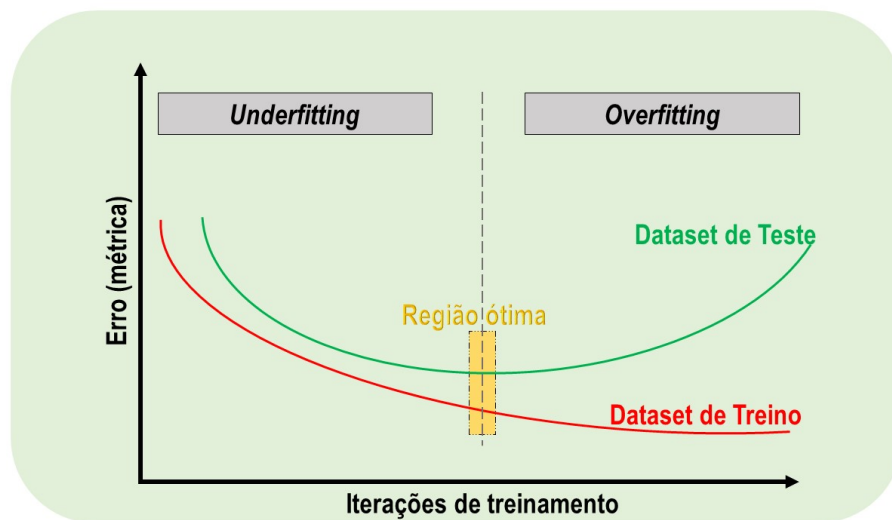 Underfitting
Overfitting
Erro (métrica)
Dataset de Teste
Região ótima
Dataset de Treino
Iterações de treinamento